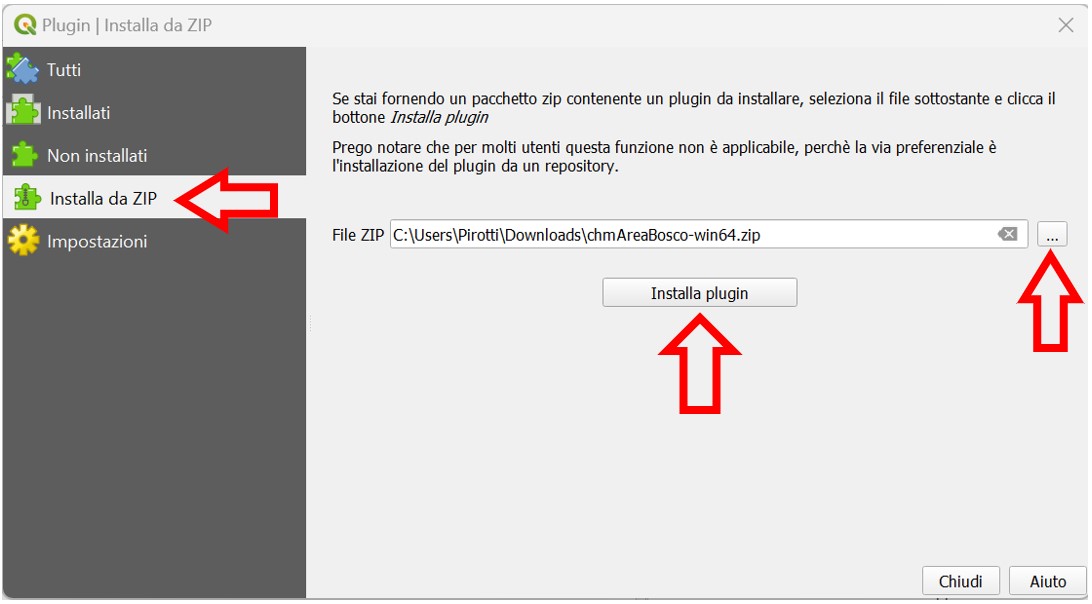 Plugin | Installa da ZIP
Tutti
Installati
Non installati
Installa da ZIP
Impostazioni
Se stai fornendo un pacchetto zip contenente un plugin da installare, seleziona il file sottostante e clicca il
bottone Installa plugin
Prego notare che per molti utenti questa funzione non è applicabile, perchè la via preferenziale è
l'installazione del plugin da un repository.
File ZIP C:\Users\Pirotti\Downloads\chmAreaBosco-win64.zip ...
Installa plugin
Chiudi Aiuto